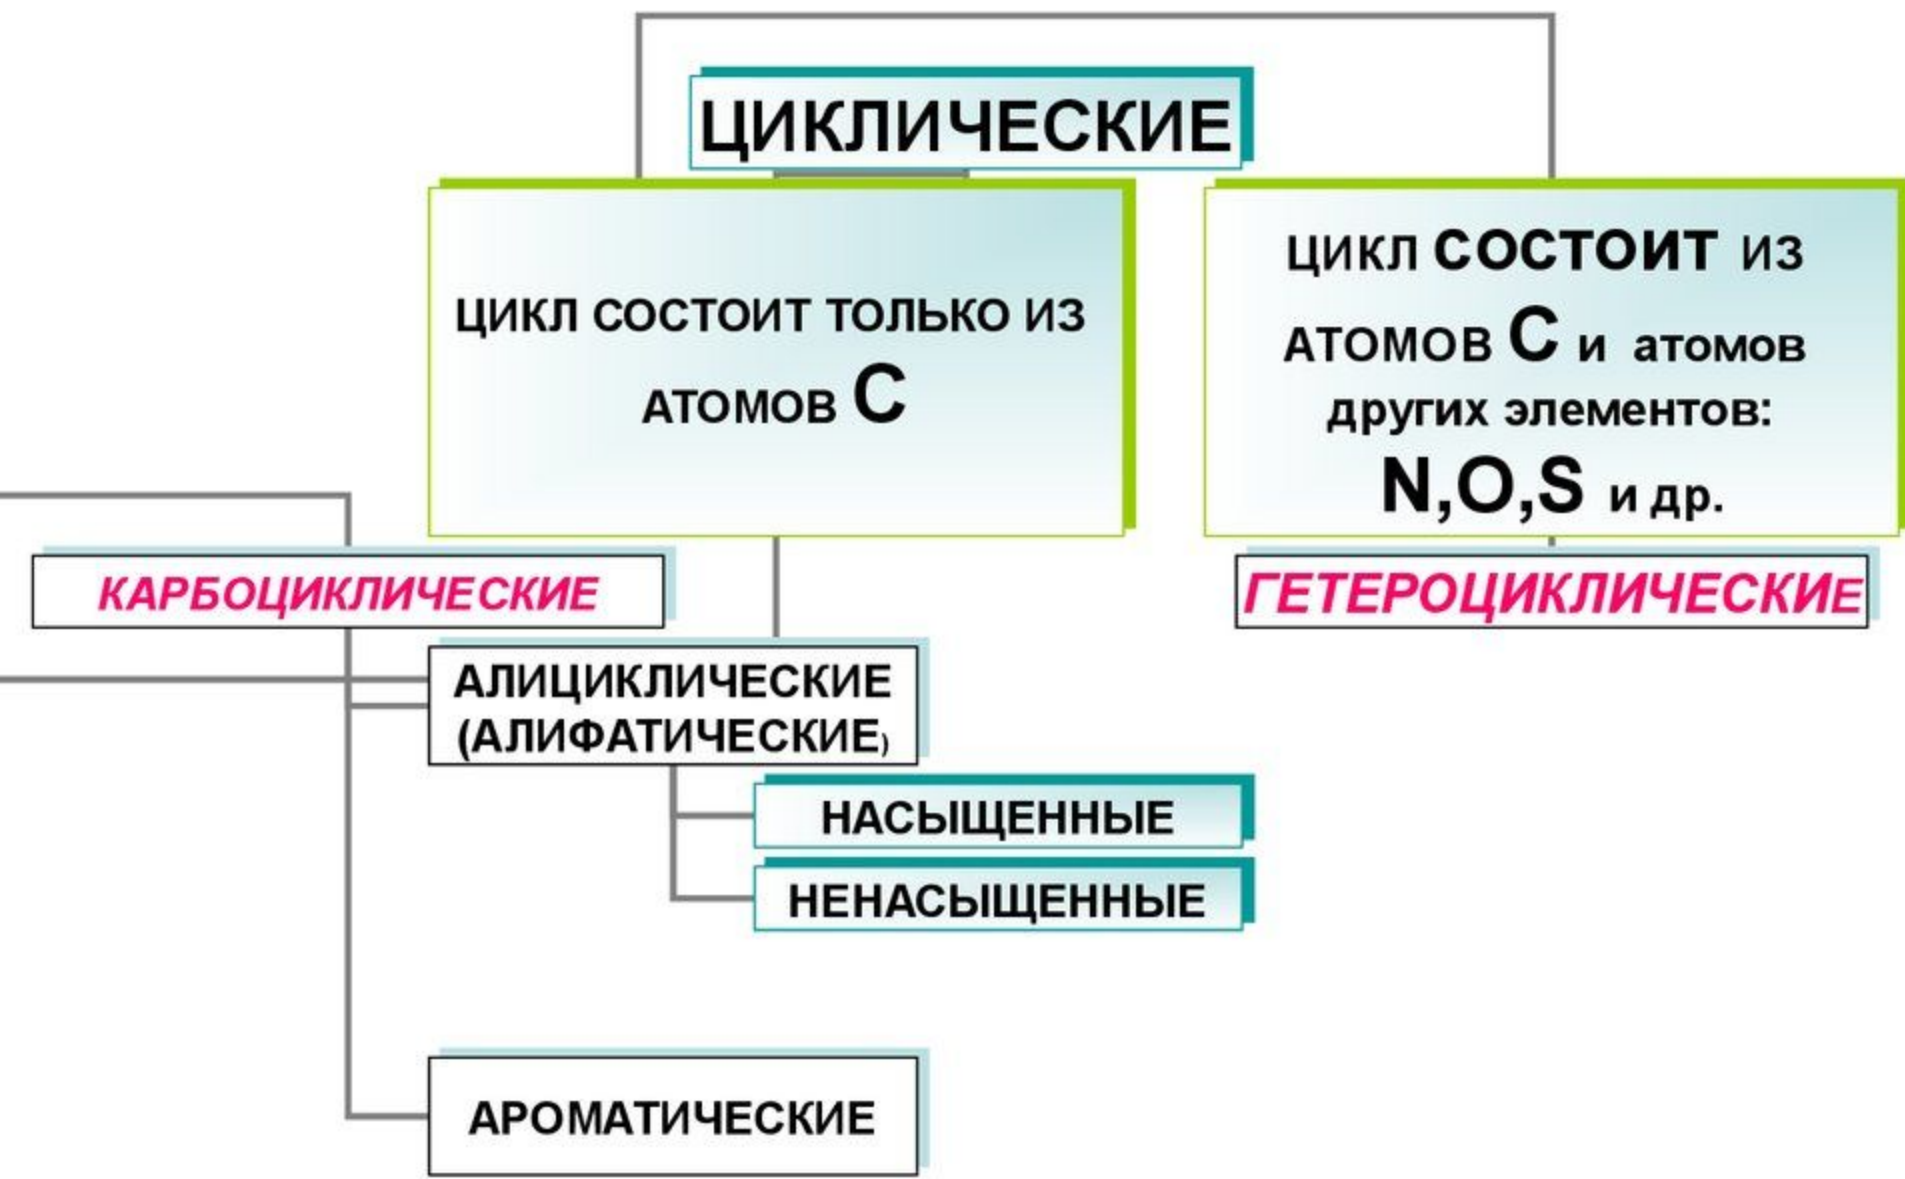 ЦИКЛИЧЕСКИЕ
ЦИКЛ СОСТОИТ ТОЛЬКО ИЗ
АТОМОВ С
ЦИКЛ СОСТОИТ ИЗ
АТОМОВ С и атомов
других элементов:
N,O,S и др.
КАРБОЦИКЛИЧЕСКИЕ
ГЕТЕРОЦИКЛИЧЕСКИЕ
АЛИЦИКЛИЧЕСКИЕ
(АЛИФАТИЧЕСКИЕ)
НАСЫЩЕННЫЕ
НЕНАСЫЩЕННЫЕ
АРОМАТИЧЕСКИЕ